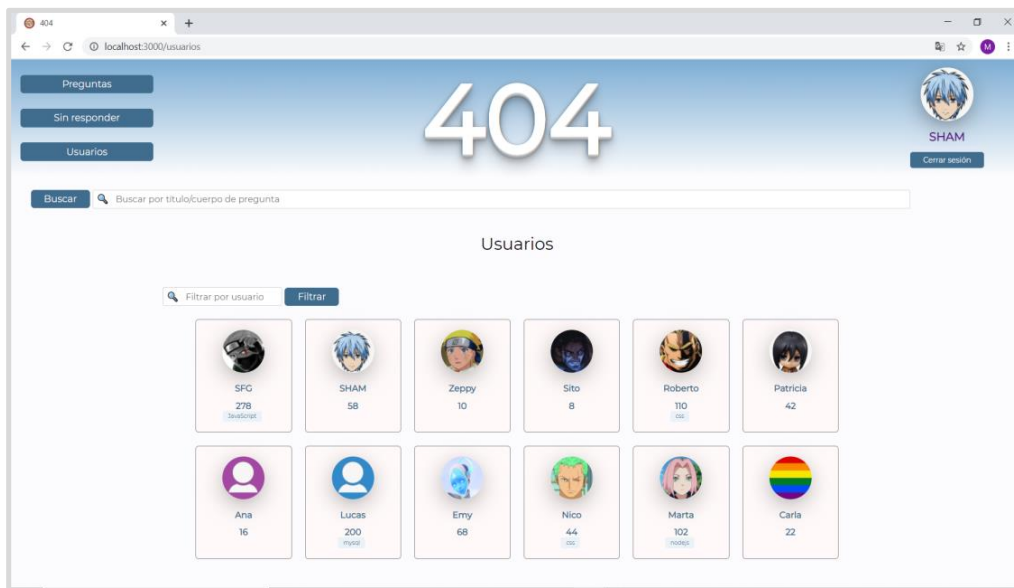 404
localhost:3000/usuarios
M
Preguntas
Sin responder
Usuarios
404
SHAM
Cerrar sesión
Buscar
Buscar por titulo/cuerpo de pregunta
Usuarios
Filtrar por usuario
Filtrar
SFG
278
JavaScript
SHAM
58
Zeppy
10
Sito
8
Roberto
110
css
Patricia
42
Ana
16
Lucas
200
mysql
Emy
68
Nico
44
css
Marta
102
nodejs
Carla
22